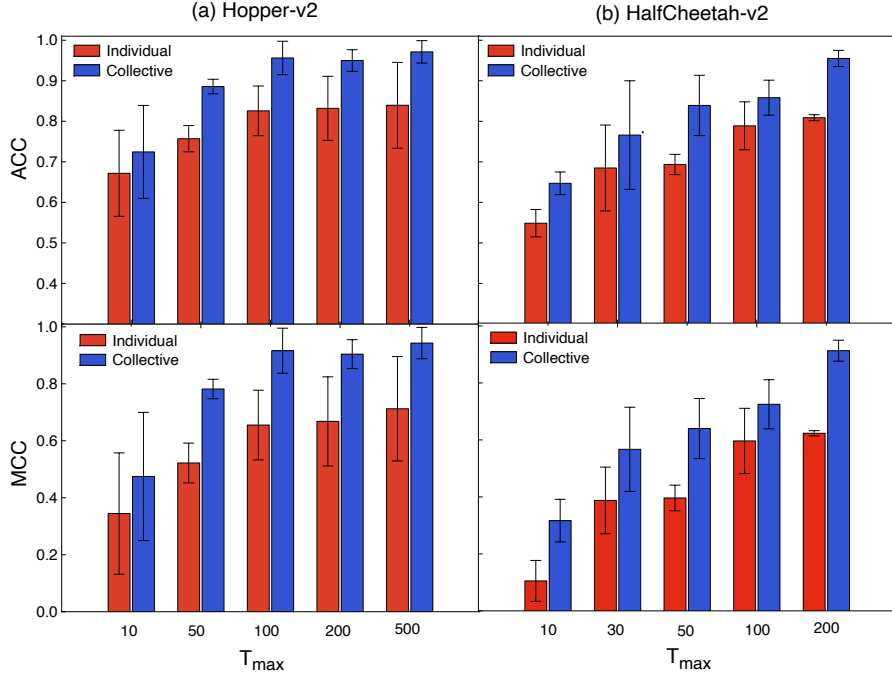 (a) Hopper-v2
(b) HalfCheetah-v2
1.0
0.9
0.8
0.7
0.6
0.5
0.4
ACC
Individual
Collective
Individual
Collective
1.0
0.8
0.6
0.4
0.2
0.0
MCC
Individual
Collective
Individual
Collective
10 50 100 200 500
10 30 50 100 200
Tmax
Tmax